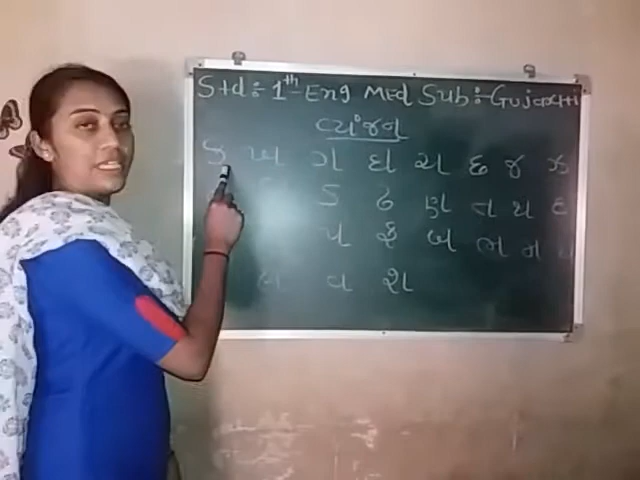 Std :- 1th Eng Med Sub :- Gujarati
વ્યંજન
ક ખ ગ ઘ ચ છ જ ઝ
ડ ઢ ણ ત થ દ
પ ફ બ ભ મ ય
વ શ